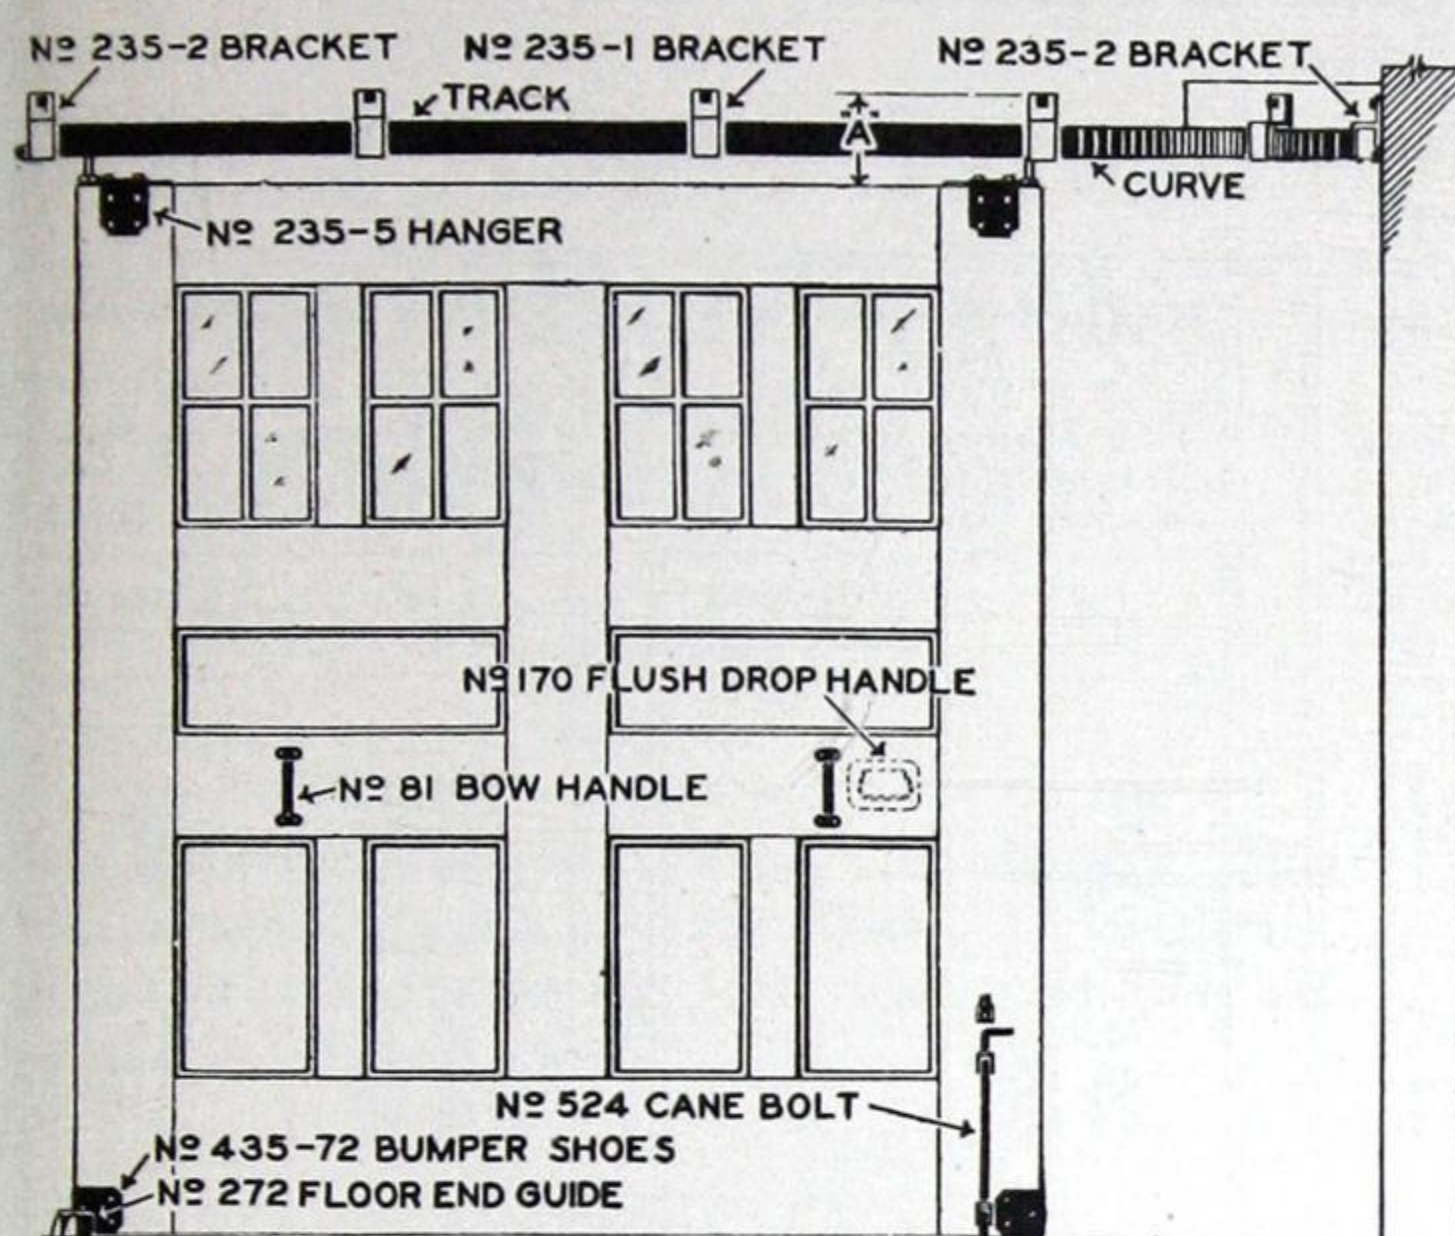 Nº 235-2 BRACKET
Nº 235-1 BRACKET
Nº 235-2 BRACKET
TRACK
A
CURVE
Nº 235-5 HANGER
Nº 170 FLUSH DROP HANDLE
Nº 81 BOW HANDLE
Nº 524 CANE BOLT
Nº 435-72 BUMPER SHOES
Nº 272 FLOOR END GUIDE